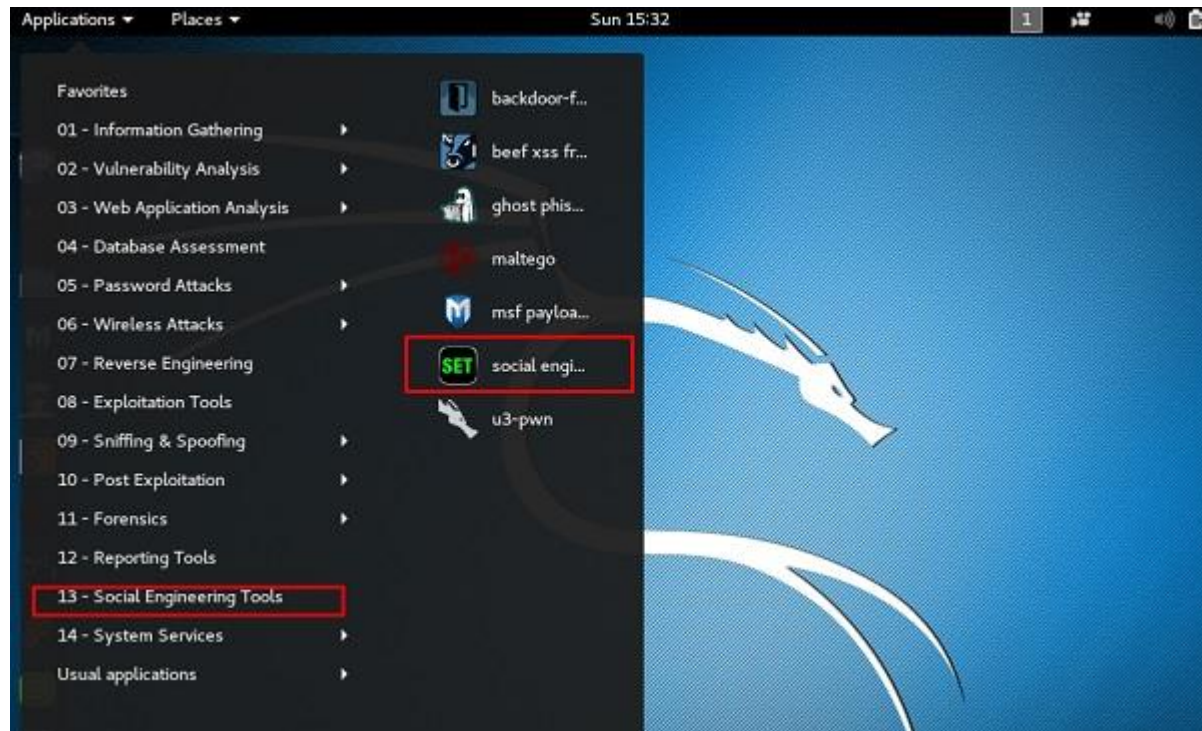 Applications Places Sun 15:32 1
Favorites
01 - Information Gathering
02 - Vulnerability Analysis
03 - Web Application Analysis
04 - Database Assessment
05 - Password Attacks
06 - Wireless Attacks
07 - Reverse Engineering
08 - Exploitation Tools
09 - Sniffing & Spoofing
10 - Post Exploitation
11 - Forensics
12 - Reporting Tools
13 - Social Engineering Tools
14 - System Services
Usual applications
backdoor-f...
beef xss fr...
ghost phis...
maltego
msf payloa...
SET social engi...
u3-pwn